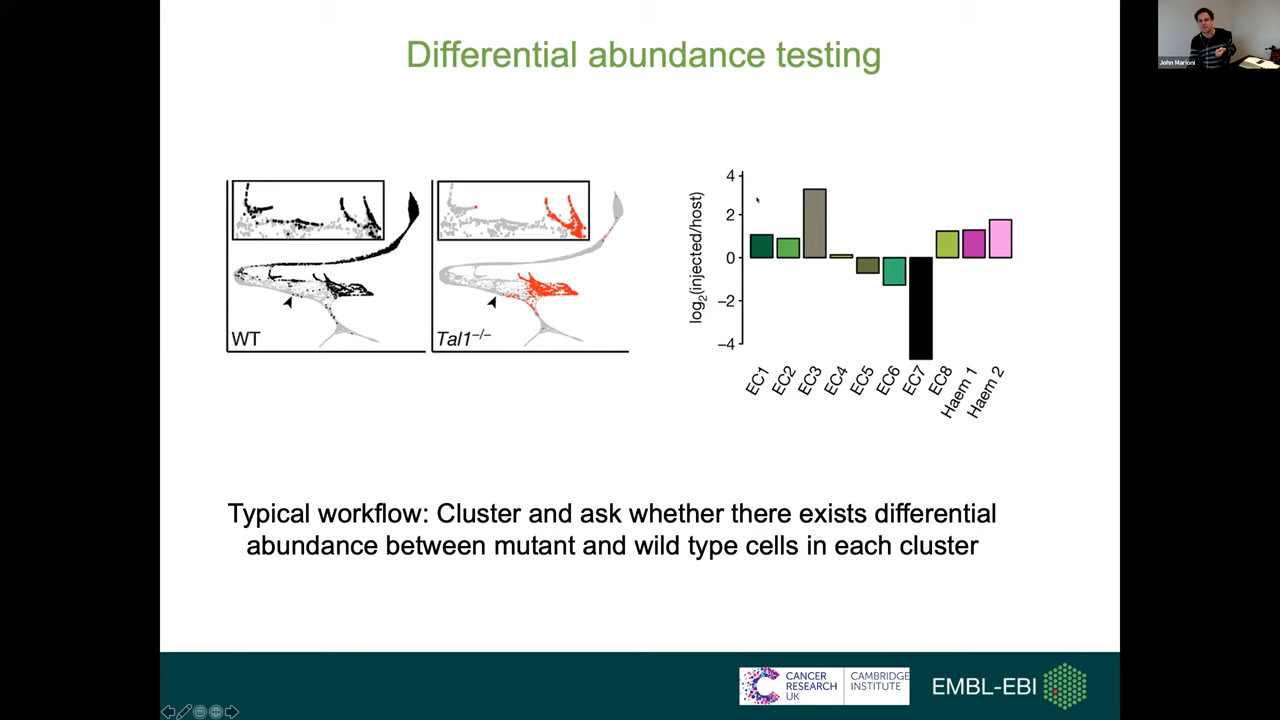 Differential abundance testing
John Marioni
WT
Tal1−/−
log2(injected/host)
4
2
0
−2
−4
EC1
EC2
EC3
EC4
EC5
EC6
EC7
EC8
Haem 1
Haem 2
Typical workflow: Cluster and ask whether there exists differential
abundance between mutant and wild type cells in each cluster
CANCER
RESEARCH
UK
CAMBRIDGE
INSTITUTE
EMBL-EBI